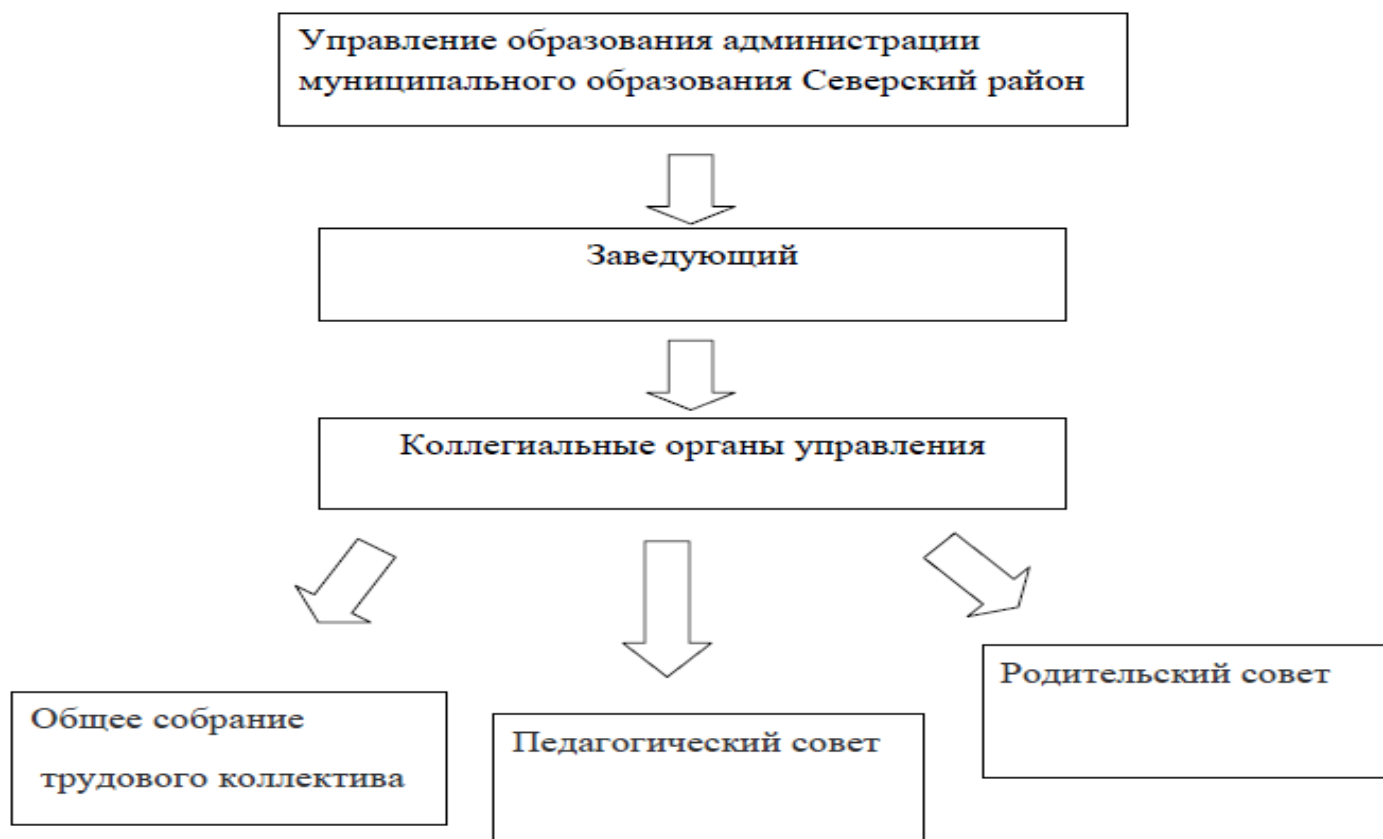 Управление образования администрации
муниципального образования Северский район
Заведующий
Коллегиальные органы управления
Общее собрание
трудового коллектива
Педагогический совет
Родительский совет